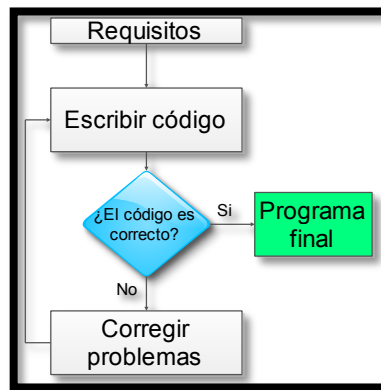 Requisitos
Escribir código
¿El código es
correcto?
Si
Programa
final
No
Corregir
problemas